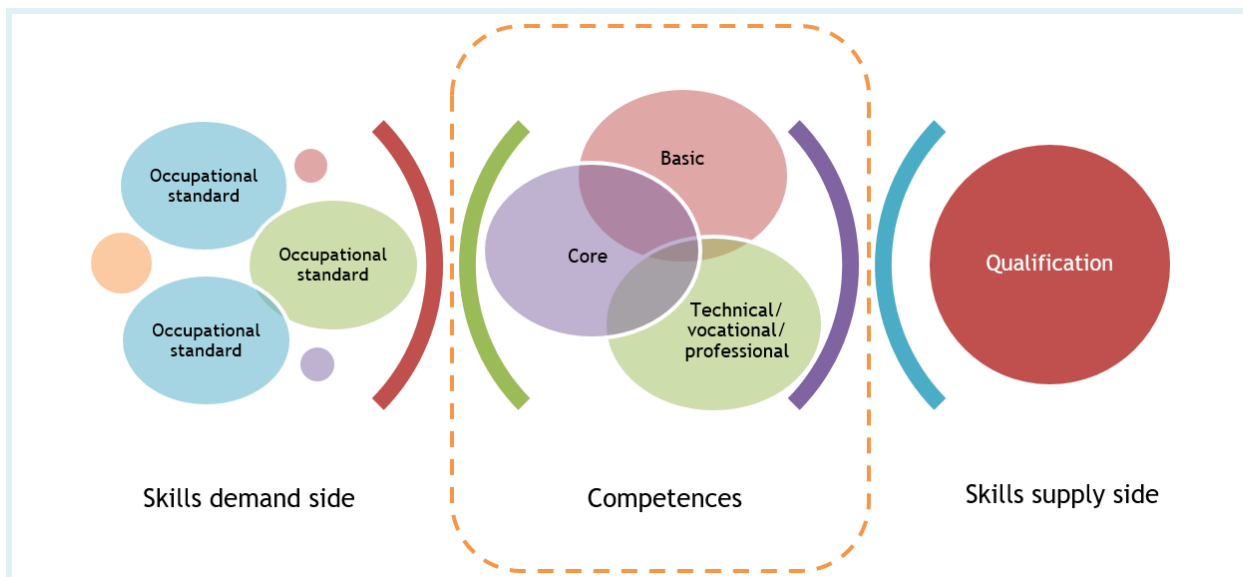 Occupational
standard
Occupational
standard
Occupational
standard
Skills demand side
Basic
Core
Technical/
vocational/
professional
Competences
Qualification
Skills supply side